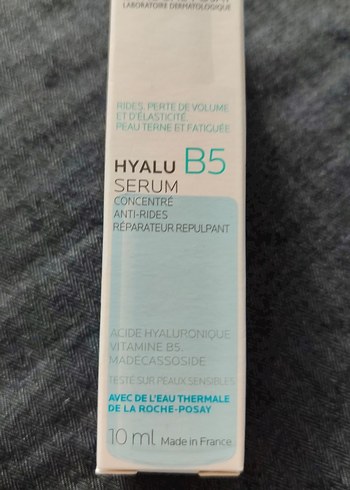 LABORATOIRE DERMATOLOGIQUE
RIDES, PERTE DE VOLUME
ET D'ÉLASTICITÉ,
PEAU TERNE ET FATIGUÉE
HYALU B5
SERUM
CONCENTRÉ
ANTI-RIDES
RÉPARATEUR REPULPANT
ACIDE HYALURONIQUE
VITAMINE B5,
MADECASSOSIDE
TESTÉ SUR PEAUX SENSIBLES
AVEC DE L'EAU THERMALE
DE LA ROCHE-POSAY
10 ml Made in France